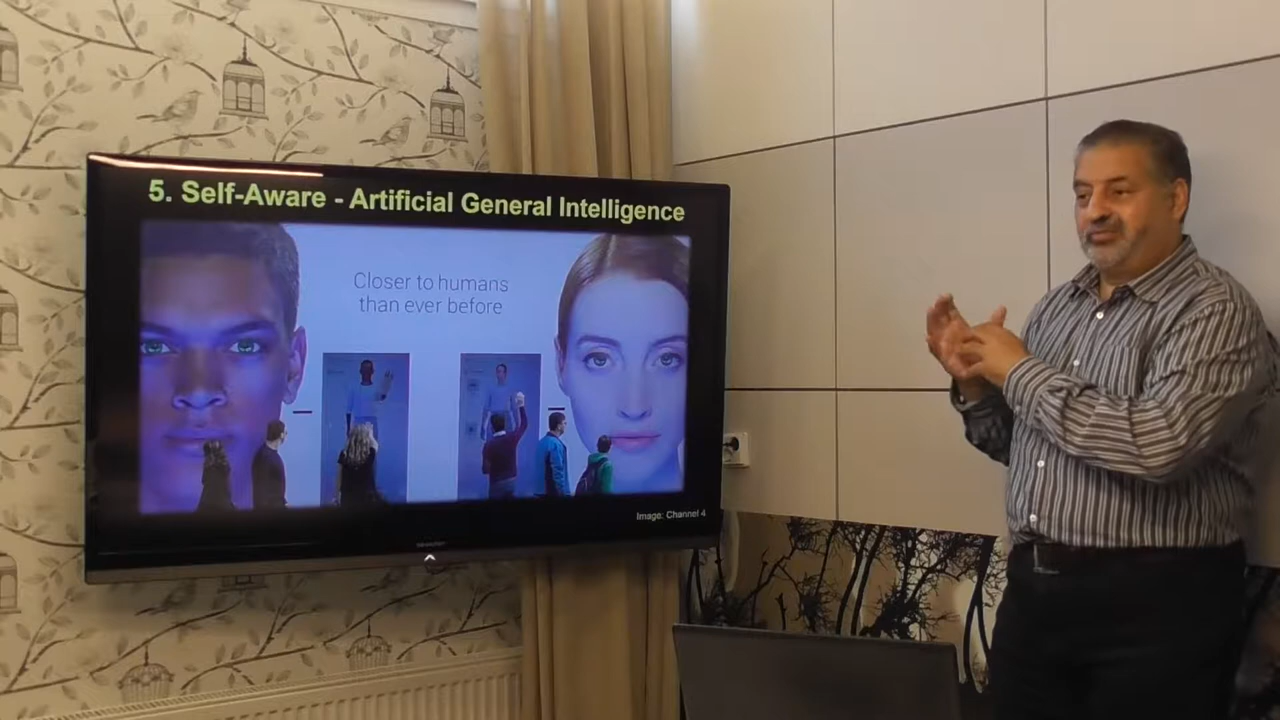 5. Self-Aware - Artificial General Intelligence
Closer to humans
than ever before
Image: Channel 4